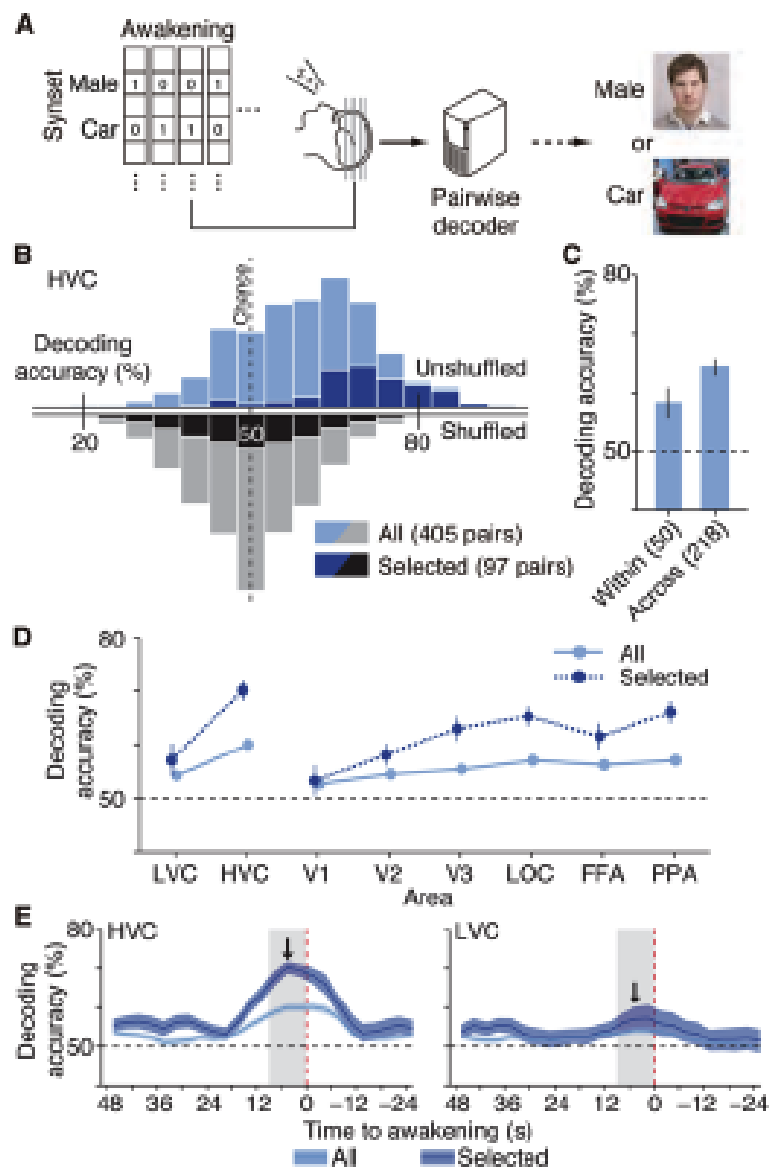 A
Awakening
Synset
Male
1 0 0 1
Car
0 1 1 0
Pairwise
decoder
Male
or
Car
B
HVC
Chance
Decoding
accuracy (%)
Unshuffled
20
50
80
Shuffled
All (405 pairs)
Selected (97 pairs)
C
80
Decoding accuracy (%)
50
Within (50)
Across (218)
D
80
Decoding
accuracy (%)
50
All
Selected
LVC HVC V1 V2 V3 LOC FFA PPA
Area
E
80
HVC
LVC
Decoding
accuracy (%)
50
48 36 24 12 0 −12 −24
48 36 24 12 0 −12 −24
Time to awakening (s)
All
Selected